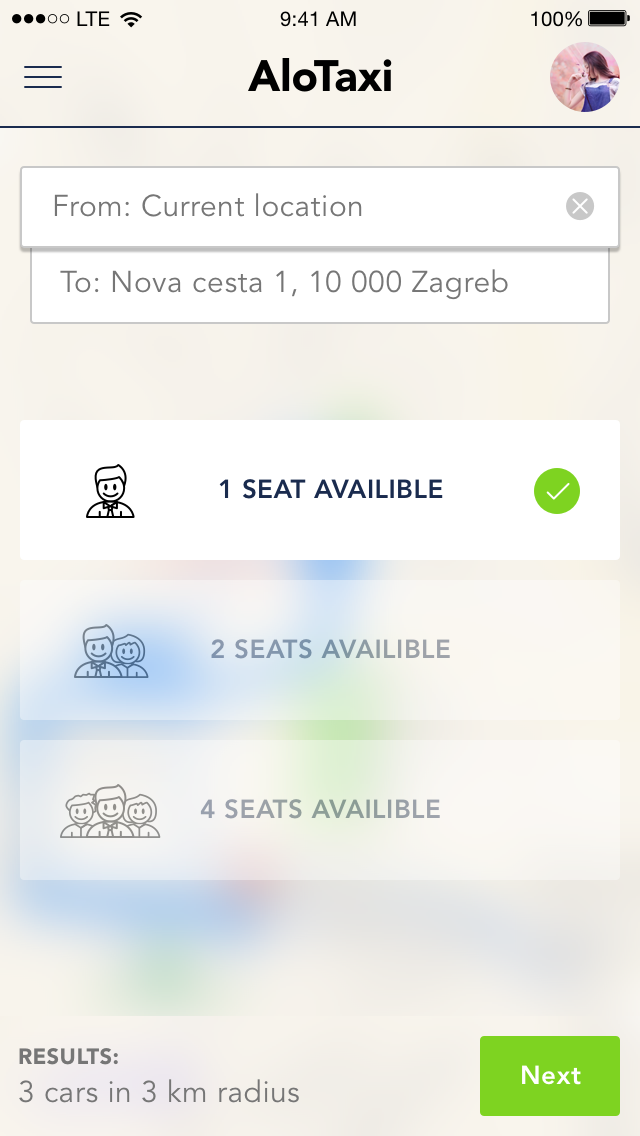 LTE 9:41 AM 100%
AloTaxi
From: Current location
To: Nova cesta 1, 10 000 Zagreb
1 SEAT AVAILIBLE
2 SEATS AVAILIBLE
4 SEATS AVAILIBLE
RESULTS:
3 cars in 3 km radius
Next